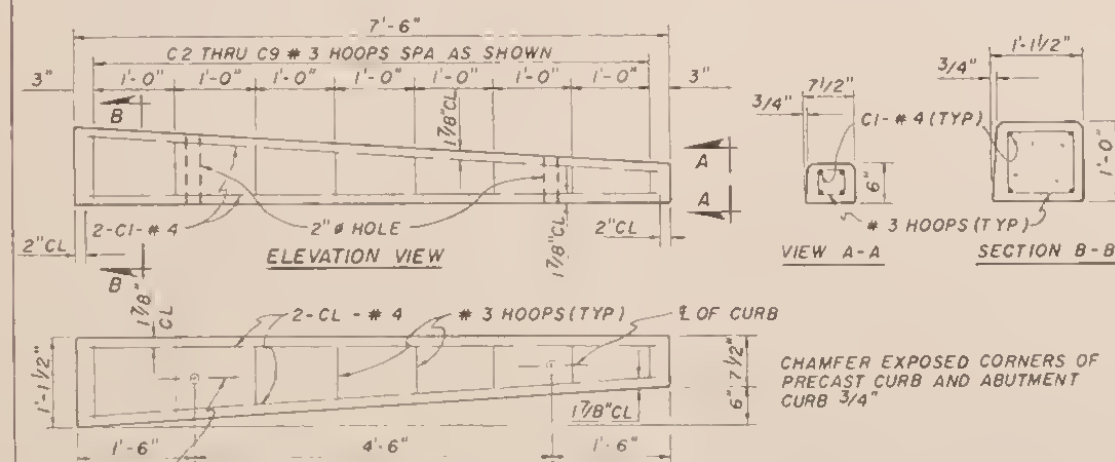 7'-6"
C2 THRU C9 # 3 HOOPS SPA AS SHOWN
3" 1'-0" 1'-0" 1'-0" 1'-0" 1'-0" 1'-0" 1'-0" 3"
B
1 7/8" CL
A
A
2-C1-# 4
2" ø HOLE
1 7/8" CL
2" CL
2" CL
B
ELEVATION VIEW
3/4"
7 1/2"
C1-# 4 (TYP)
6"
# 3 HOOPS (TYP)
VIEW A-A
1'-1 1/2"
3/4"
1'-0"
SECTION B-B
1 7/8" CL
2-CL-# 4
# 3 HOOPS (TYP)
℄ OF CURB
1'-1 1/2"
7 1/2"
6"
1 7/8" CL
1'-6"
4'-6"
1'-6"
CHAMFER EXPOSED CORNERS OF
PRECAST CURB AND ABUTMENT
CURB 3/4"